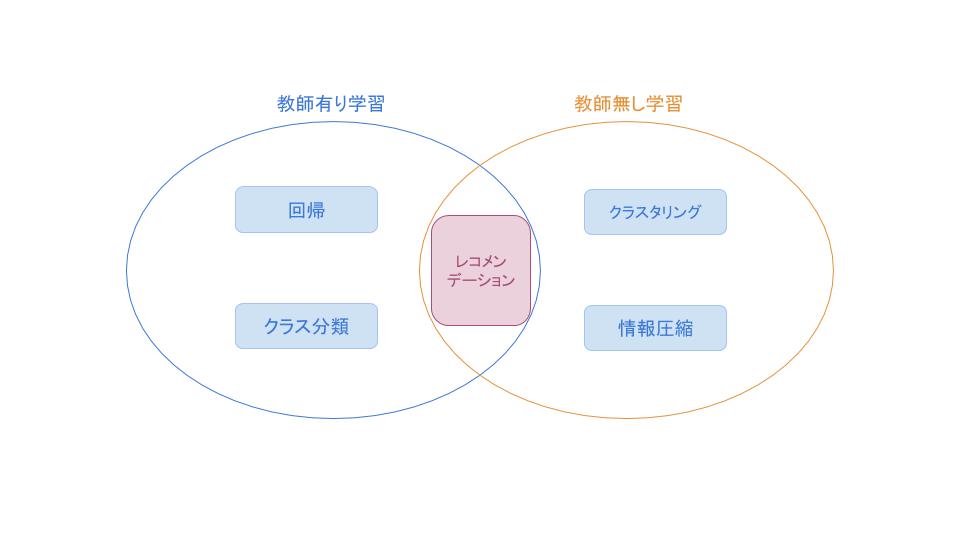 教師有り学習
教師無し学習
回帰
クラスタリング
レコメン
デーション
クラス分類
情報圧縮